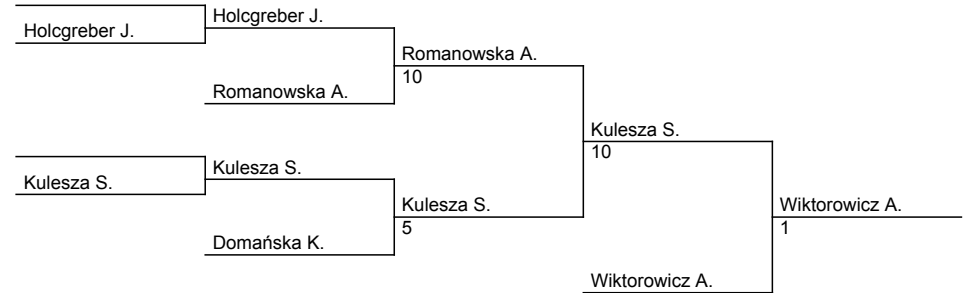 Holcgreber J.
Holcgreber J.
Romanowska A.
10
Romanowska A.
Kulesza S.
10
Kulesza S.
Kulesza S.
Kulesza S.
5
Wiktorowicz A.
1
Domańska K.
Wiktorowicz A.